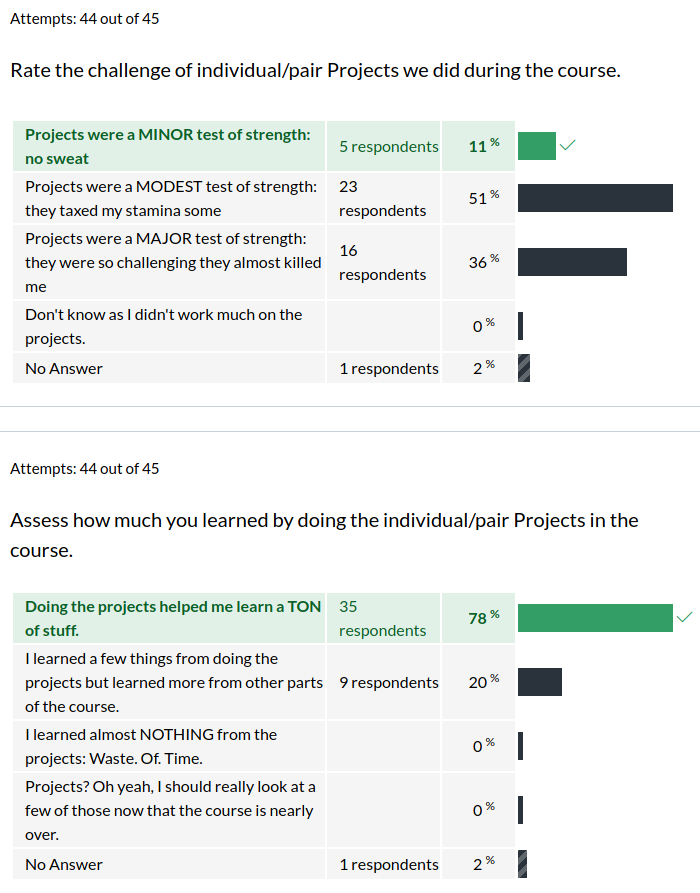 Attempts: 44 out of 45
Rate the challenge of individual/pair Projects we did during the course.
Projects were a MINOR test of strength:
no sweat
5 respondents
11 %
Projects were a MODEST test of strength:
they taxed my stamina some
23
respondents
51 %
Projects were a MAJOR test of strength:
they were so challenging they almost killed
me
16
respondents
36 %
Don't know as I didn't work much on the
projects.
0 %
No Answer
1 respondents
2 %
Attempts: 44 out of 45
Assess how much you learned by doing the individual/pair Projects in the
course.
Doing the projects helped me learn a TON
of stuff.
35
respondents
78 %
I learned a few things from doing the
projects but learned more from other parts
of the course.
9 respondents
20 %
I learned almost NOTHING from the
projects: Waste. Of. Time.
0 %
Projects? Oh yeah, I should really look at a
few of those now that the course is nearly
over.
0 %
No Answer
1 respondents
2 %